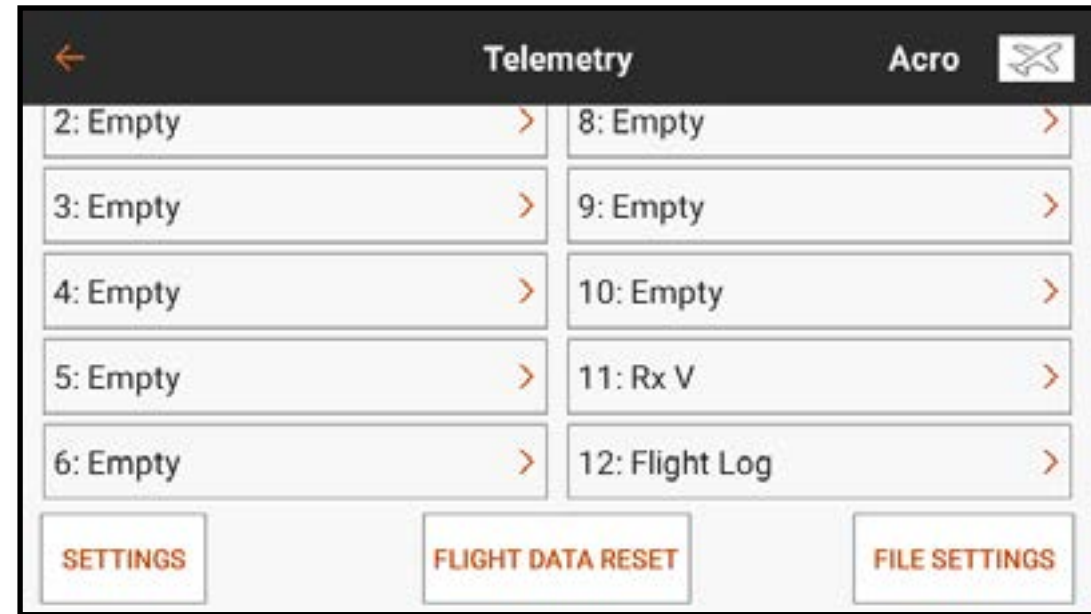 Telemetry
Acro
2: Empty
8: Empty
3: Empty
9: Empty
4: Empty
10: Empty
5: Empty
11: Rx V
6: Empty
12: Flight Log
SETTINGS
FLIGHT DATA RESET
FILE SETTINGS